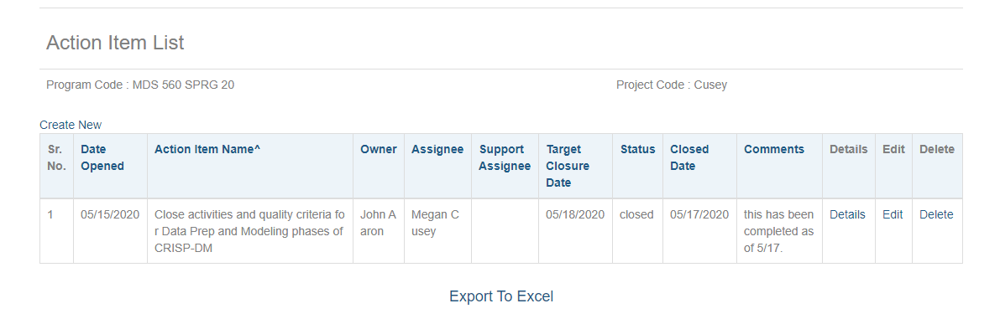 Action Item List
Program Code : MDS 560 SPRG 20
Project Code : Cusey
Create New
Sr. No.
Date Opened
Action Item Name^
Owner
Assignee
Support Assignee
Target Closure Date
Status
Closed Date
Comments
Details
Edit
Delete
1
05/15/2020
Close activities and quality criteria fo
r Data Prep and Modeling phases of
CRISP-DM
John A
aron
Megan C
usey
05/18/2020
closed
05/17/2020
this has been
completed as
of 5/17.
Details
Edit
Delete
Export To Excel